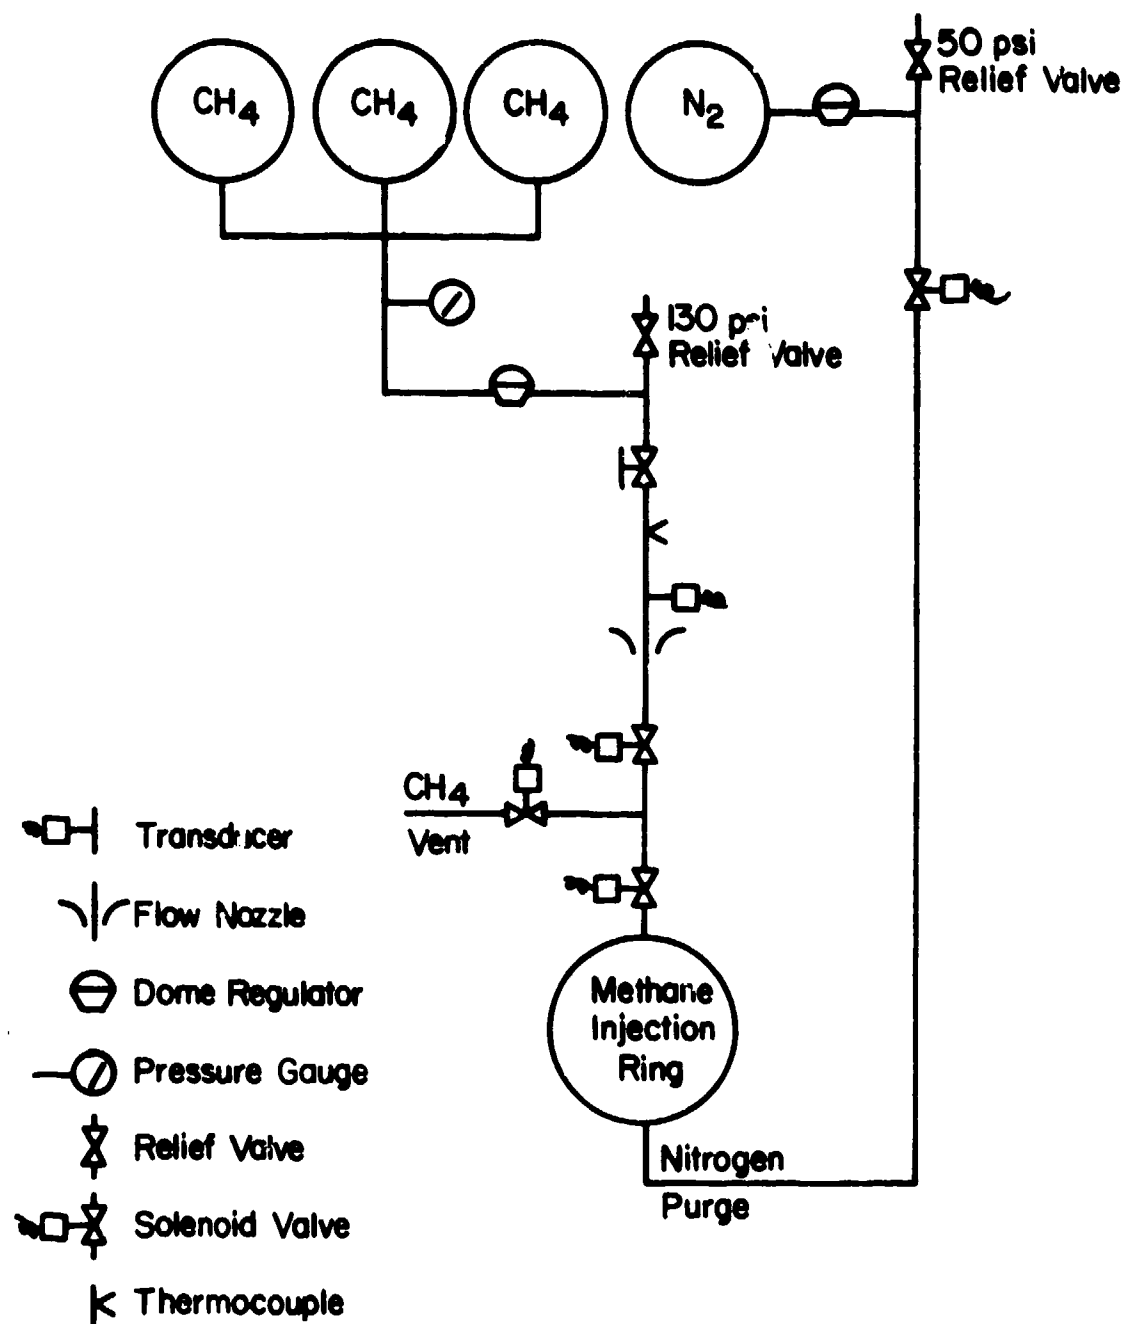 CH4
CH4
CH4
N2
50 psi
Relief Valve
130 psi
Relief Valve
CH4
Vent
Transducer
Flow Nozzle
Dome Regulator
Pressure Gauge
Relief Valve
Solenoid Valve
Thermocouple
Methane
Injection
Ring
Nitrogen
Purge